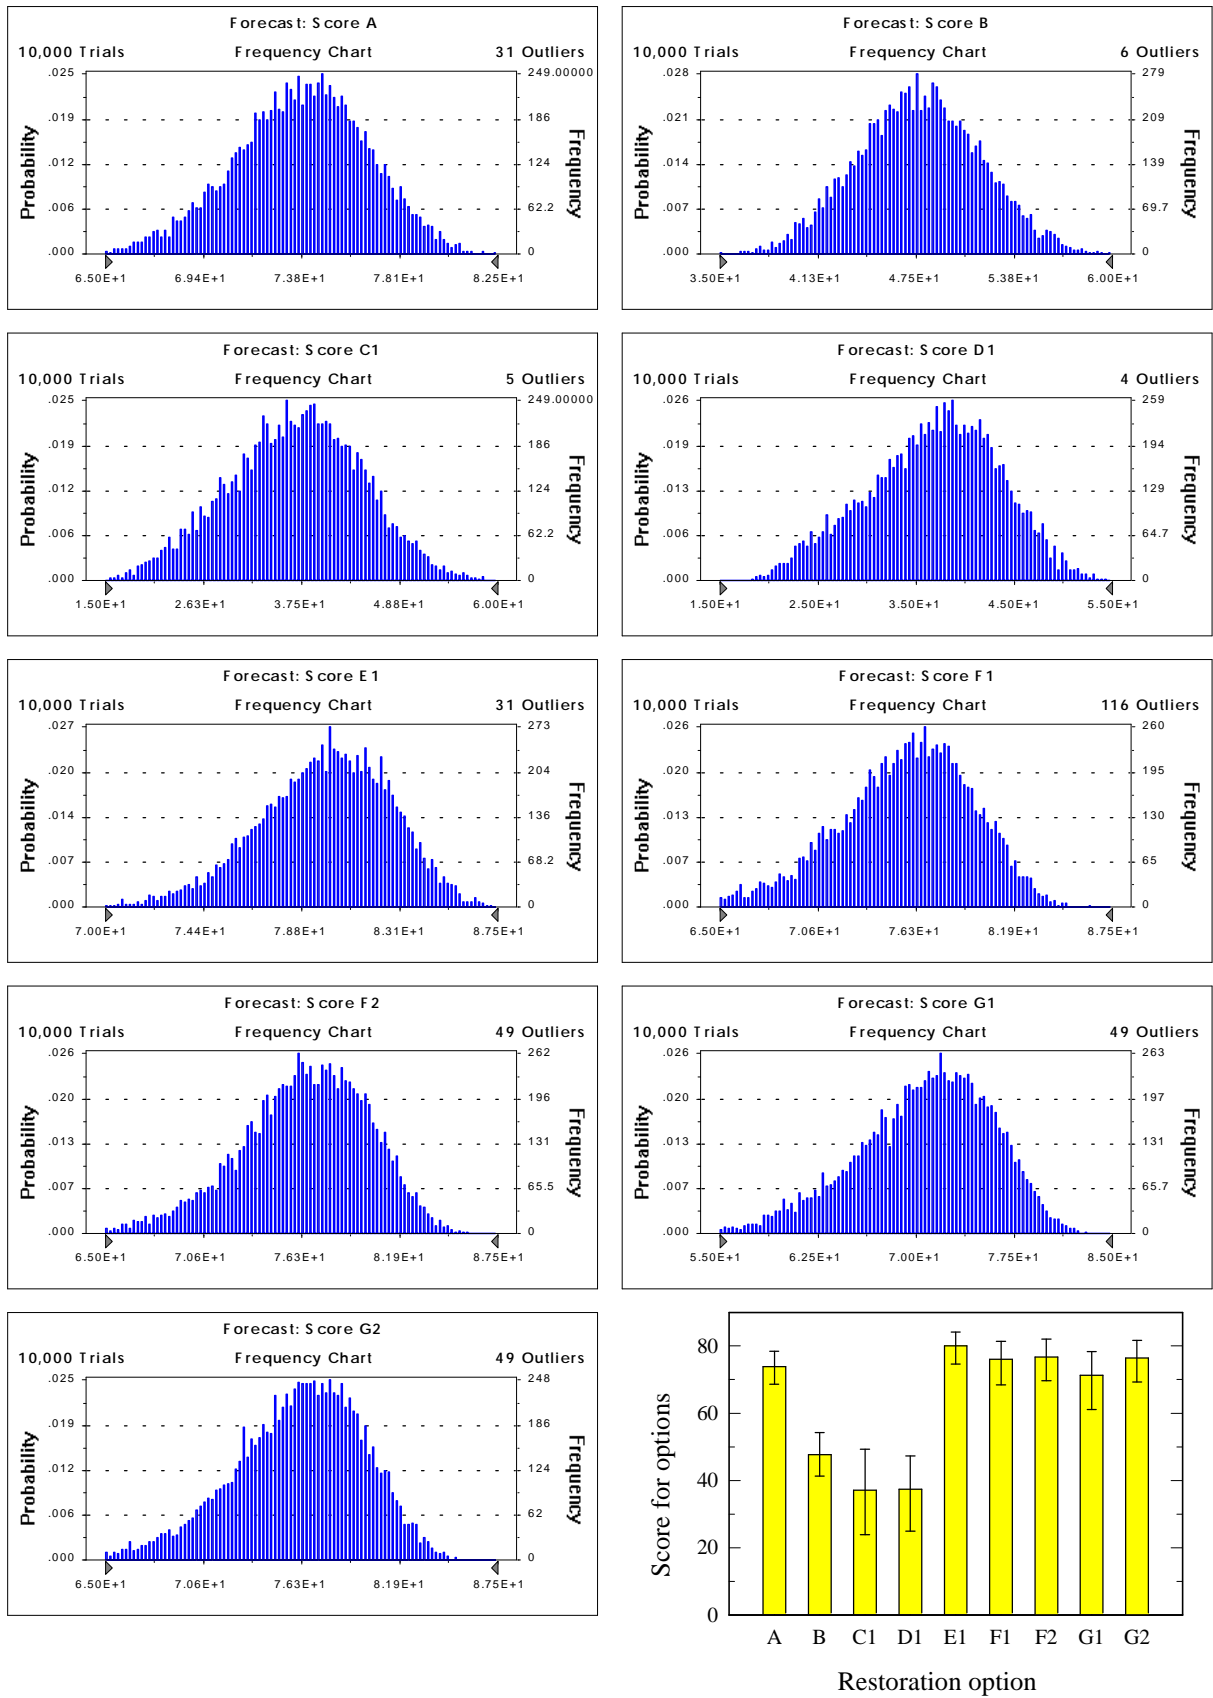 Forecast: Score A
10,000 Trials Frequency Chart 31 Outliers
.025 249.00000
.019 186
.012 124
.006 62.2
.000 0
Probability
Frequency
6.50E+1 6.94E+1 7.38E+1 7.81E+1 8.25E+1
Forecast: Score B
10,000 Trials Frequency Chart 6 Outliers
.028 279
.021 209
.014 139
.007 69.7
.000 0
Probability
Frequency
3.50E+1 4.13E+1 4.75E+1 5.38E+1 6.00E+1
Forecast: Score C1
10,000 Trials Frequency Chart 5 Outliers
.025 249.00000
.019 186
.012 124
.006 62.2
.000 0
Probability
Frequency
1.50E+1 2.63E+1 3.75E+1 4.88E+1 6.00E+1
Forecast: Score D1
10,000 Trials Frequency Chart 4 Outliers
.026 259
.019 194
.013 129
.006 64.7
.000 0
Probability
Frequency
1.50E+1 2.50E+1 3.50E+1 4.50E+1 5.50E+1
Forecast: Score E1
10,000 Trials Frequency Chart 31 Outliers
.027 273
.020 204
.014 136
.007 68.2
.000 0
Probability
Frequency
7.00E+1 7.44E+1 7.88E+1 8.31E+1 8.75E+1
Forecast: Score F1
10,000 Trials Frequency Chart 116 Outliers
.026 260
.020 195
.013 130
.007 65
.000 0
Probability
Frequency
6.50E+1 7.06E+1 7.63E+1 8.19E+1 8.75E+1
Forecast: Score F2
10,000 Trials Frequency Chart 49 Outliers
.026 262
.020 196
.013 131
.007 65.5
.000 0
Probability
Frequency
6.50E+1 7.06E+1 7.63E+1 8.19E+1 8.75E+1
Forecast: Score G1
10,000 Trials Frequency Chart 49 Outliers
.026 263
.020 197
.013 131
.007 65.7
.000 0
Probability
Frequency
5.50E+1 6.25E+1 7.00E+1 7.75E+1 8.50E+1
Forecast: Score G2
10,000 Trials Frequency Chart 49 Outliers
.025 248
.019 186
.012 124
.006 62
.000 0
Probability
Frequency
6.50E+1 7.06E+1 7.63E+1 8.19E+1 8.75E+1
80
60
40
20
0
Score for options
A B C1 D1 E1 F1 F2 G1 G2
Restoration option